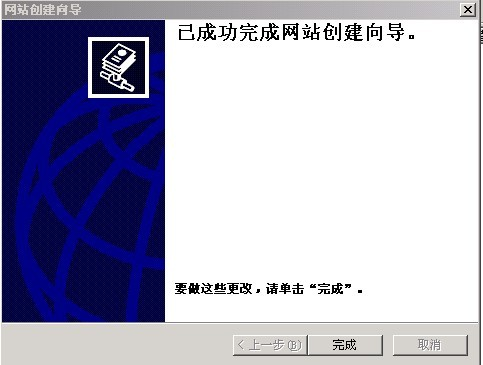 网站创建向导
已成功完成网站创建向导。
要做这些更改，请单击“完成”。
< 上一步(B)
完成
取消